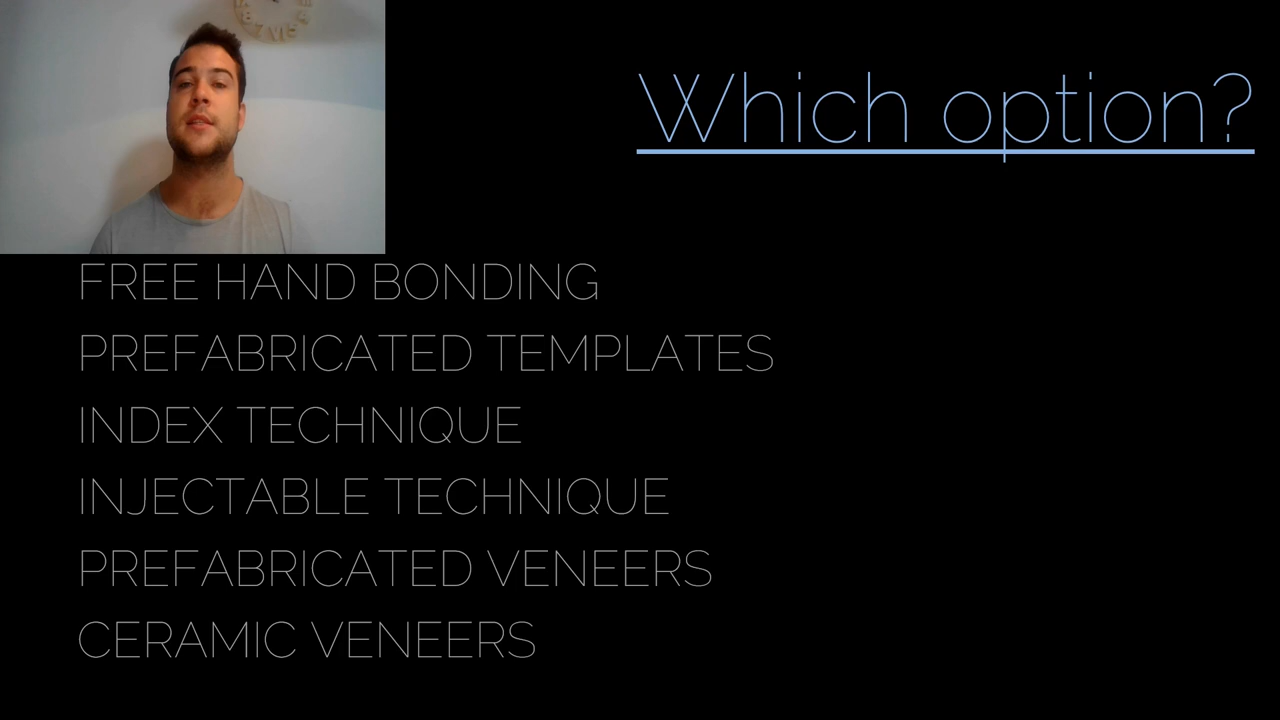 Which option?
FREE HAND BONDING
PREFABRICATED TEMPLATES
INDEX TECHNIQUE
INJECTABLE TECHNIQUE
PREFABRICATED VENEERS
CERAMIC VENEERS